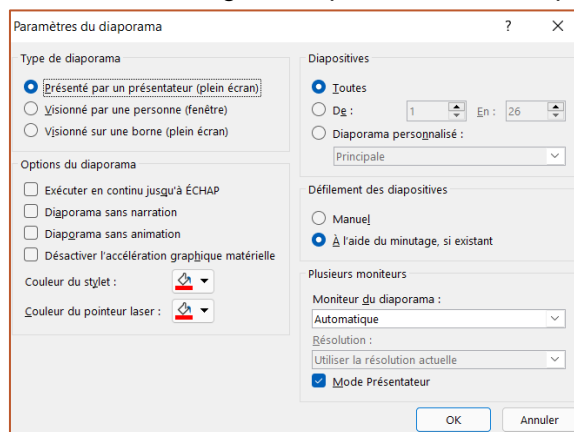 Paramètres du diaporama ? ×
Type de diaporama
Présenté par un présentateur (plein écran)
Visionné par une personne (fenêtre)
Visionné sur une borne (plein écran)
Options du diaporama
Exécuter en continu jusqu'à ÉCHAP
Diaporama sans narration
Diaporama sans animation
Désactiver l'accélération graphique matérielle
Couleur du stylet :
Couleur du pointeur laser :
Diapositives
Toutes
De : 1 En : 26
Diaporama personnalisé :
Principale
Défilement des diapositives
Manuel
À l'aide du minutage, si existant
Plusieurs moniteurs
Moniteur du diaporama :
Automatique
Résolution :
Utiliser la résolution actuelle
Mode Présentateur
OK Annuler